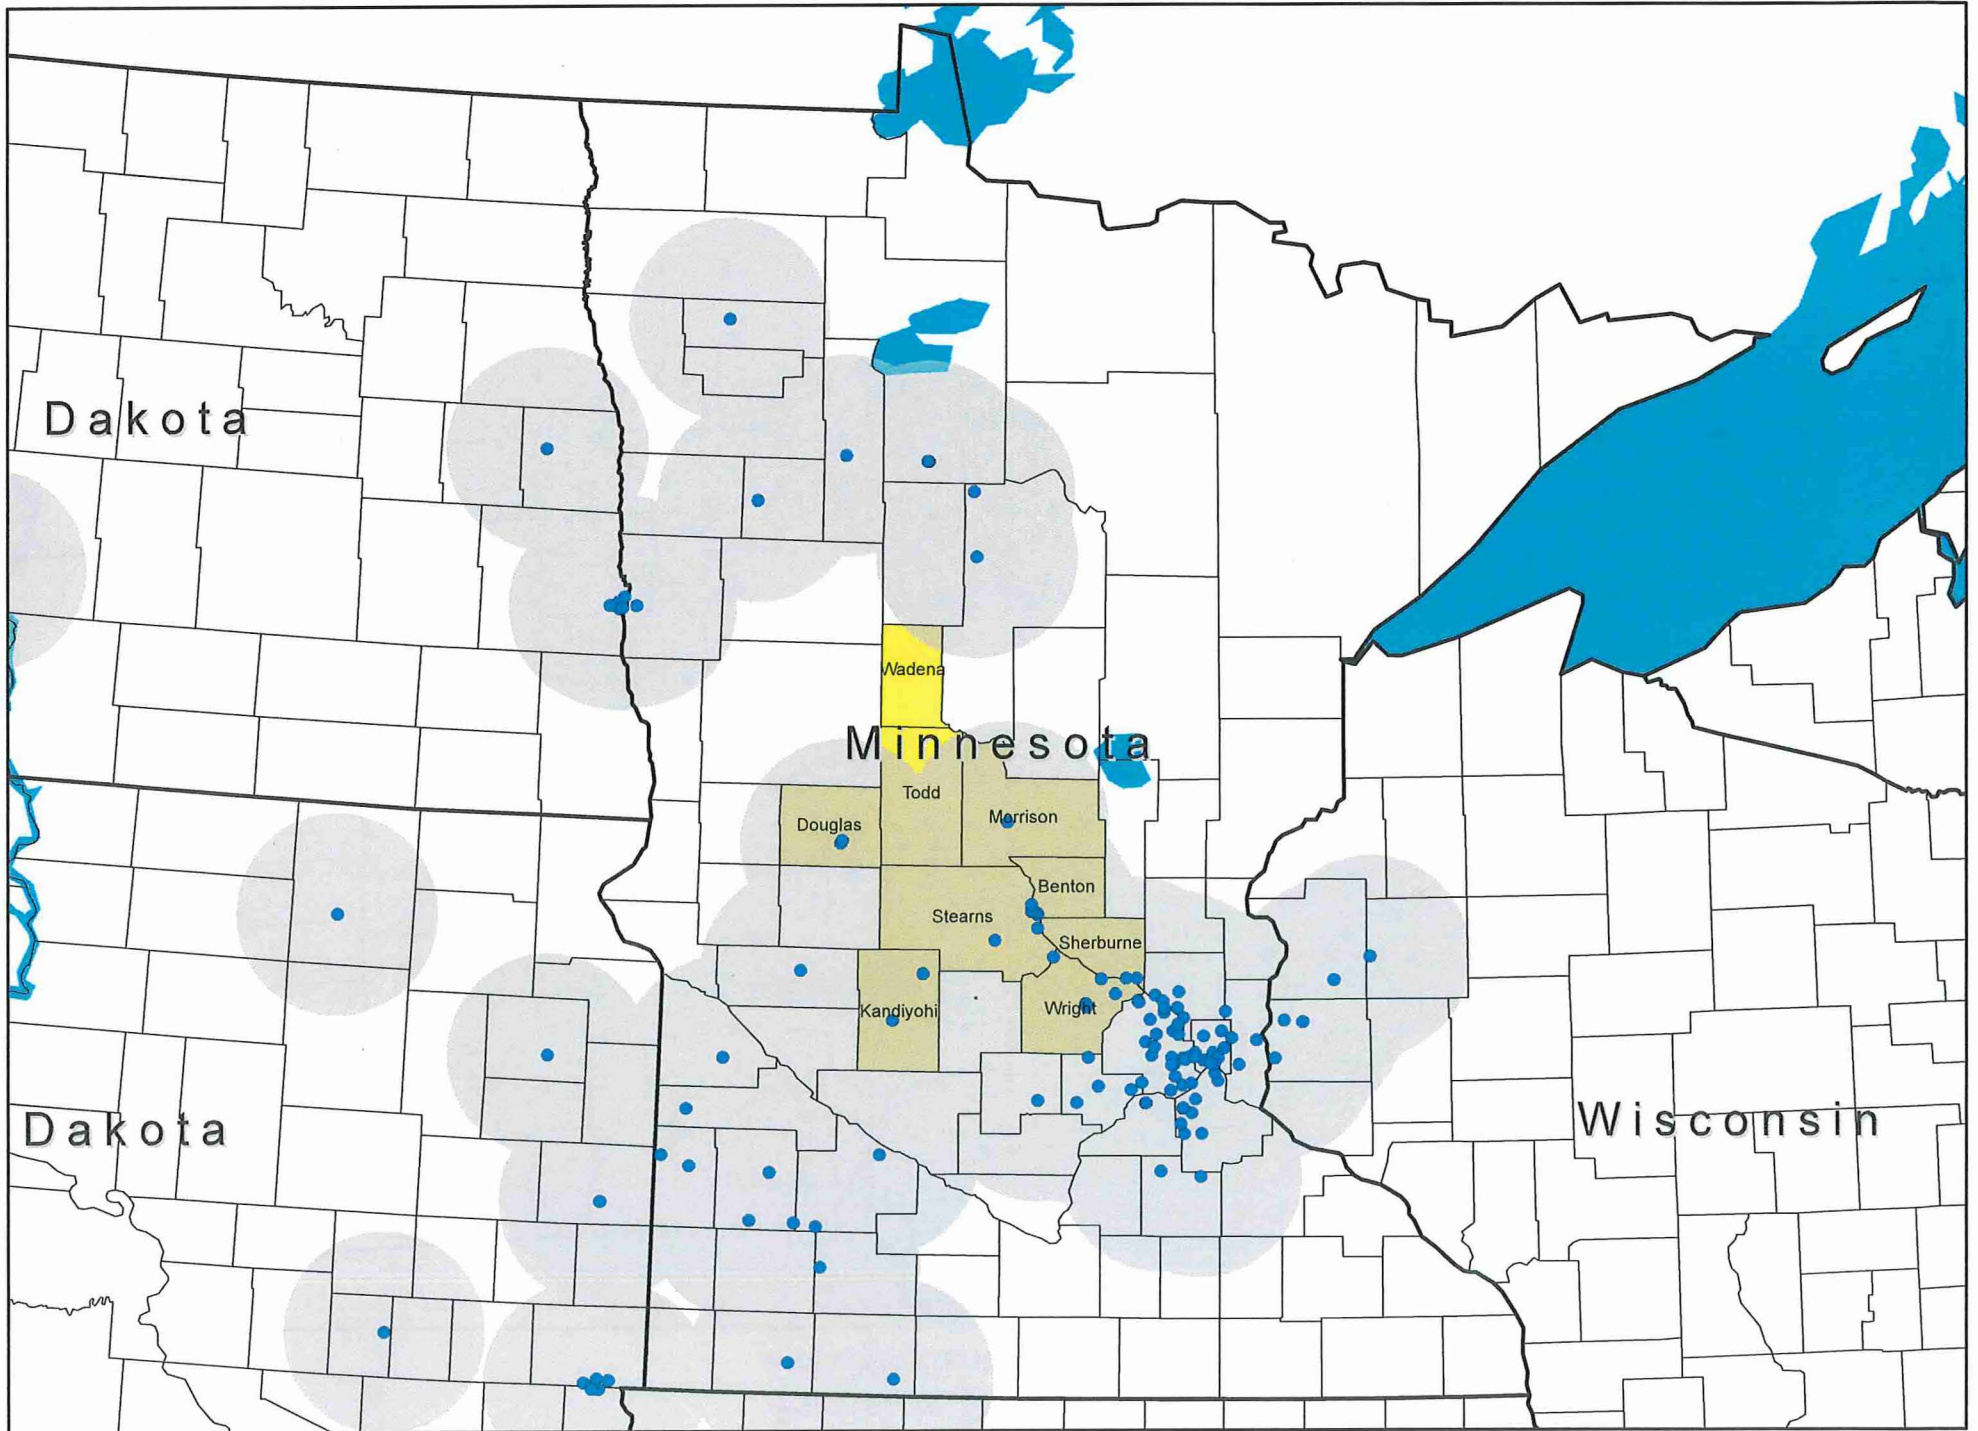 Dakota
Wadena
Minnesota
Todd
Douglas
Morrison
Benton
Stearns
Sherburne
Kandiyohi
Wright
Dakota
Wisconsin